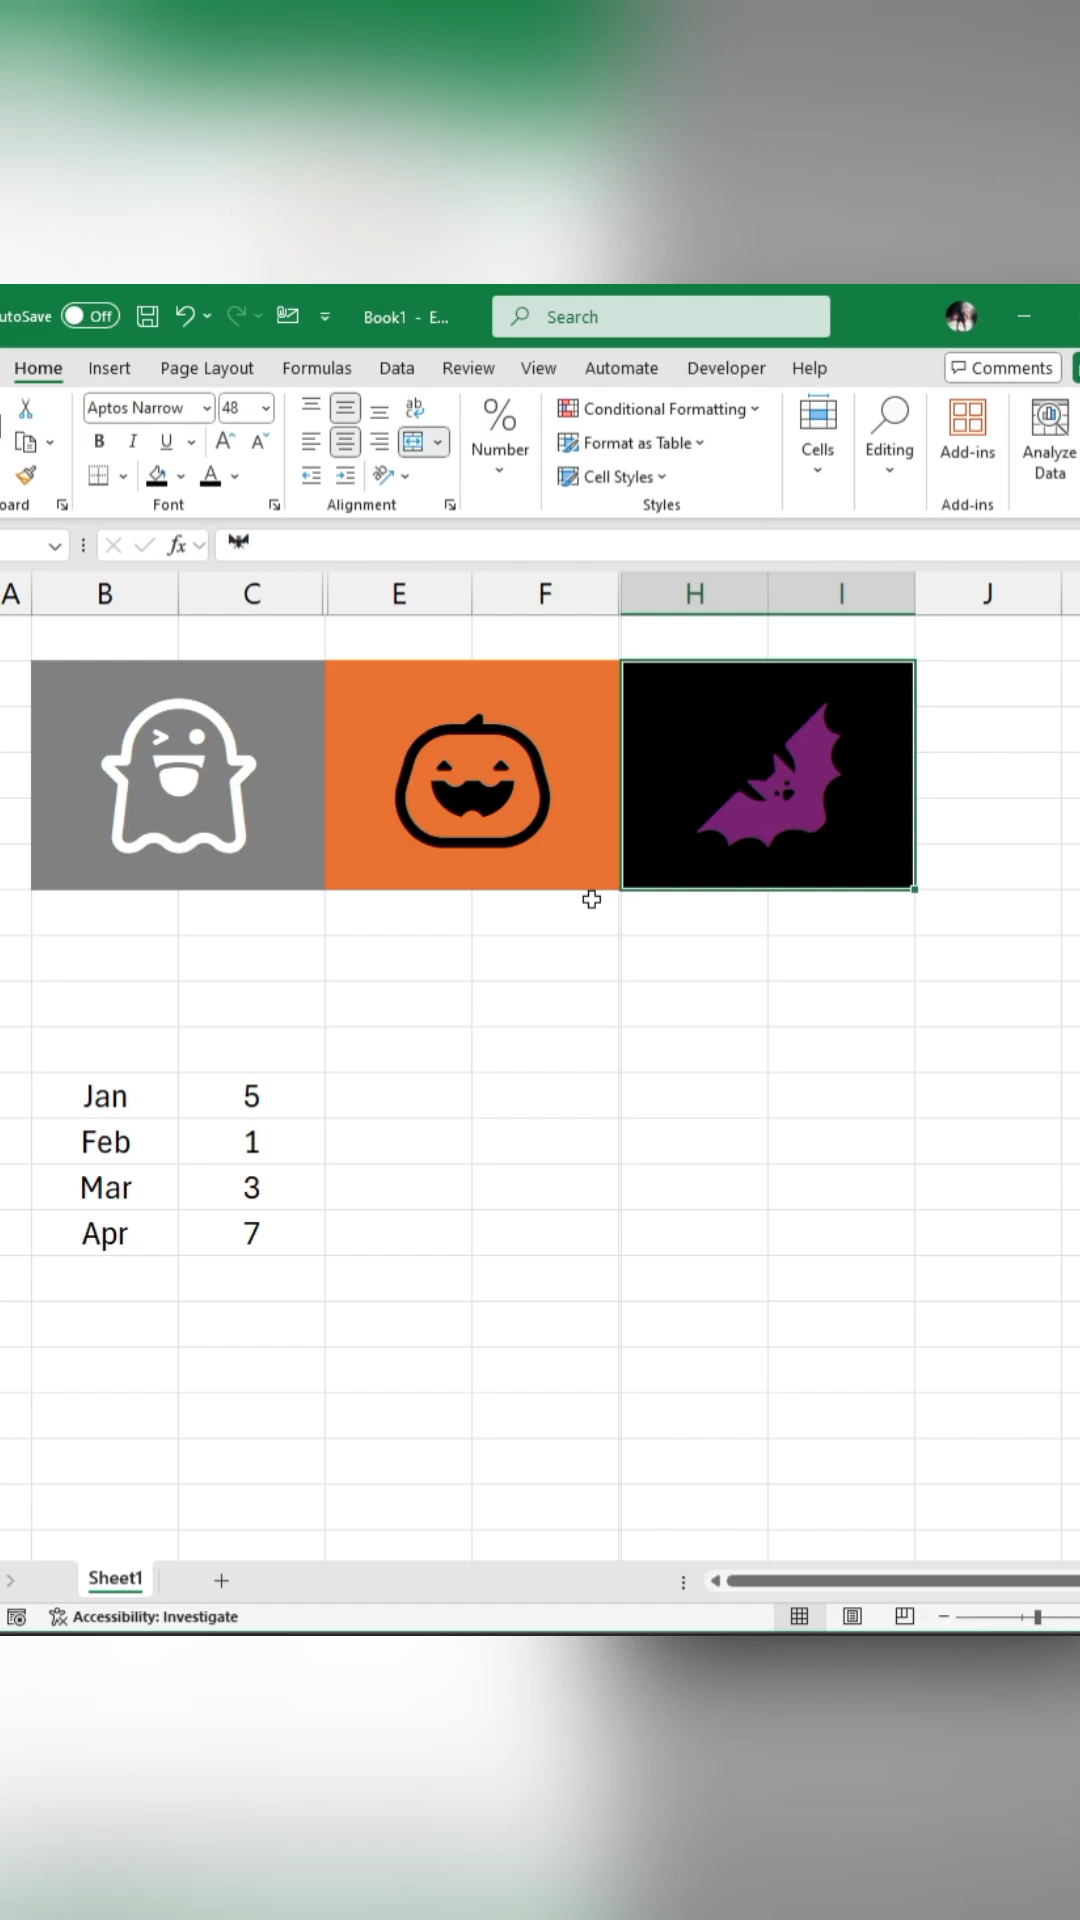 utoSave Off Book1 - E... Search
Home Insert Page Layout Formulas Data Review View Automate Developer Help Comments
Aptos Narrow 48 ab c Conditional Formatting
B I U A A Number Format as Table Cells Editing Add-ins Analyze Data
A Cell Styles
oard Font Alignment Styles Add-ins
fx
A B C E F H I J
Jan 5
Feb 1
Mar 3
Apr 7
Sheet1
Accessibility: Investigate